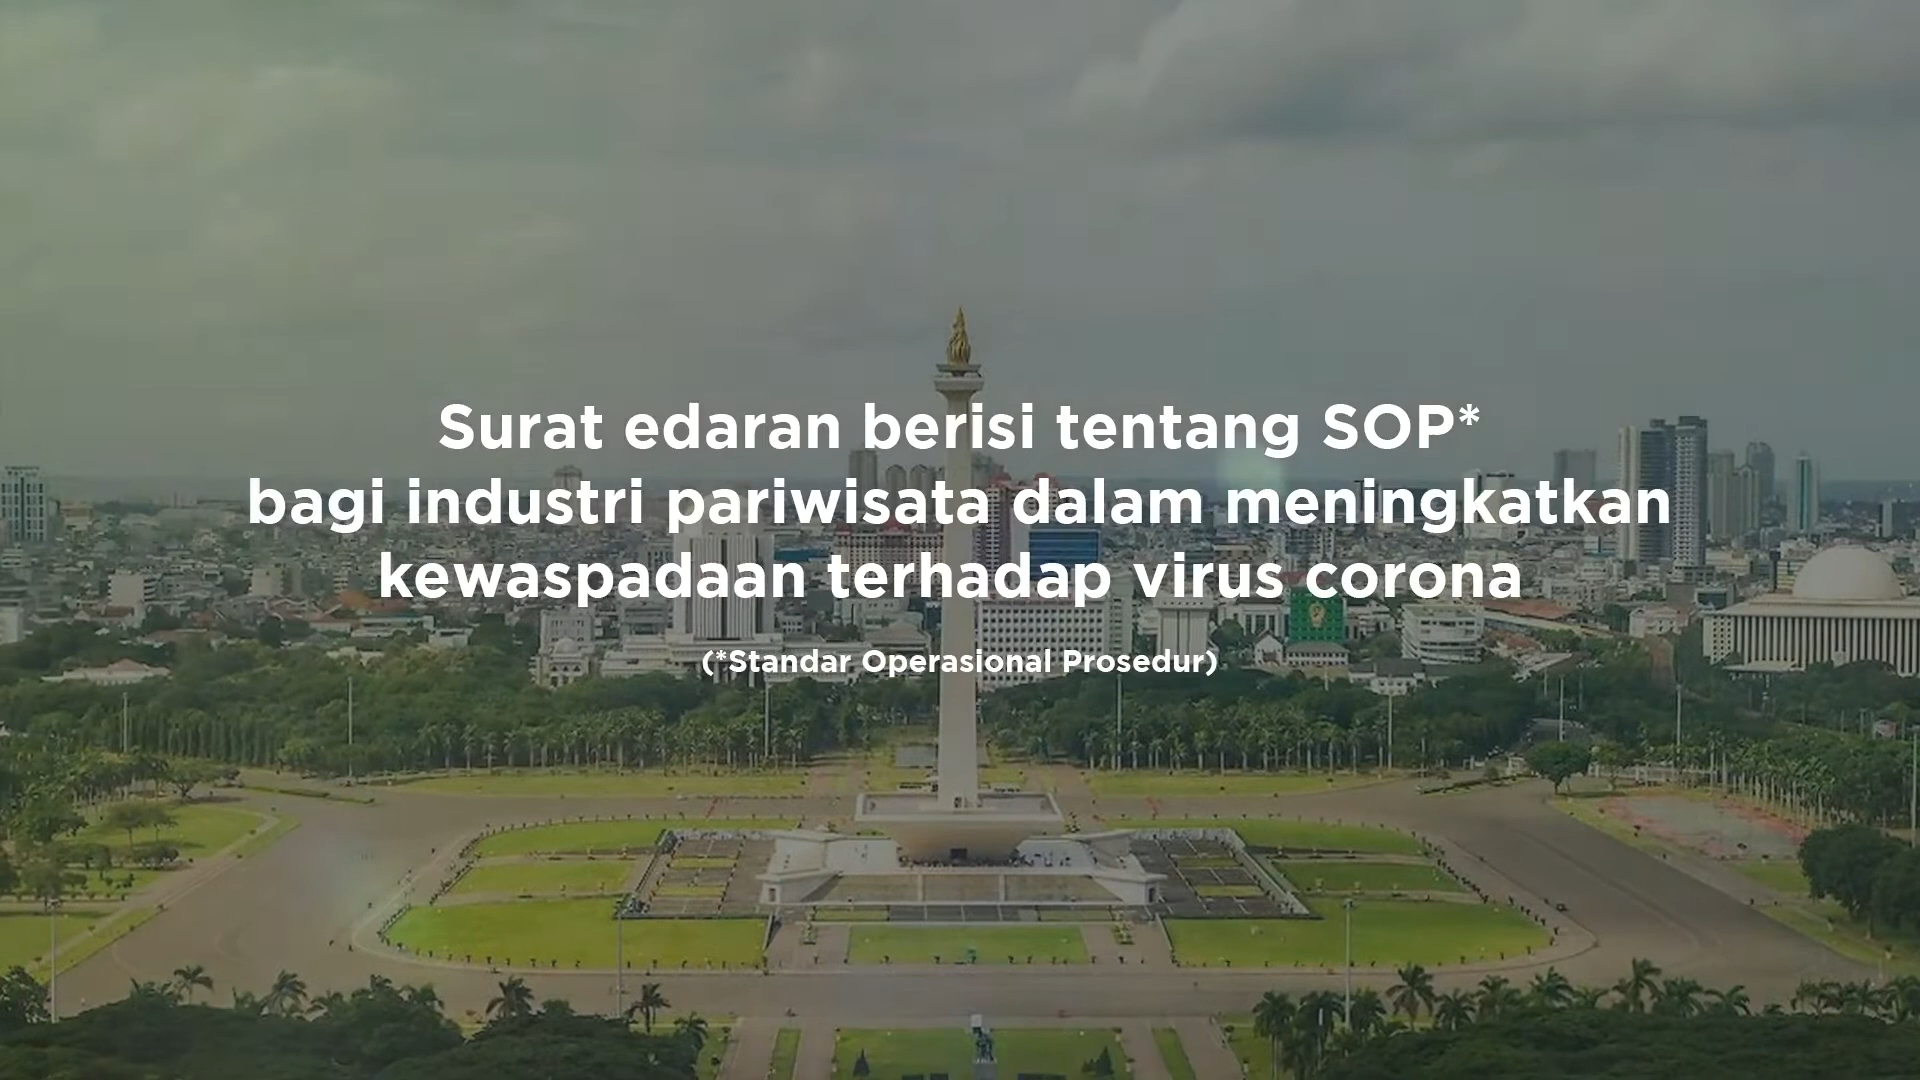 Surat edaran berisi tentang SOP*
bagi industri pariwisata dalam meningkatkan
kewaspadaan terhadap virus corona
(*Standar Operasional Prosedur)